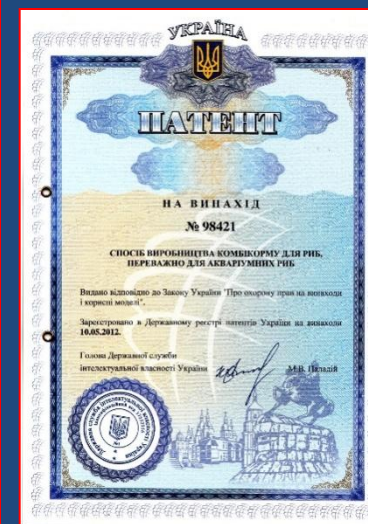 УКРАЇНА
ПАТЕНТ
НА ВИНАХІД
№ 98421
СПОСІБ ВИРОБНИЦТВА КОМБІКОРМУ ДЛЯ РИБ,
ПЕРЕВАЖНО ДЛЯ АКВАРІУМНИХ РИБ
Видано відповідно до Закону України "Про охорону прав на винаходи
і корисні моделі".
Зареєстровано в Державному реєстрі патентів України на винаходи
10.05.2012.
Голова Державної служби
інтелектуальної власності України
М.В. Паладій